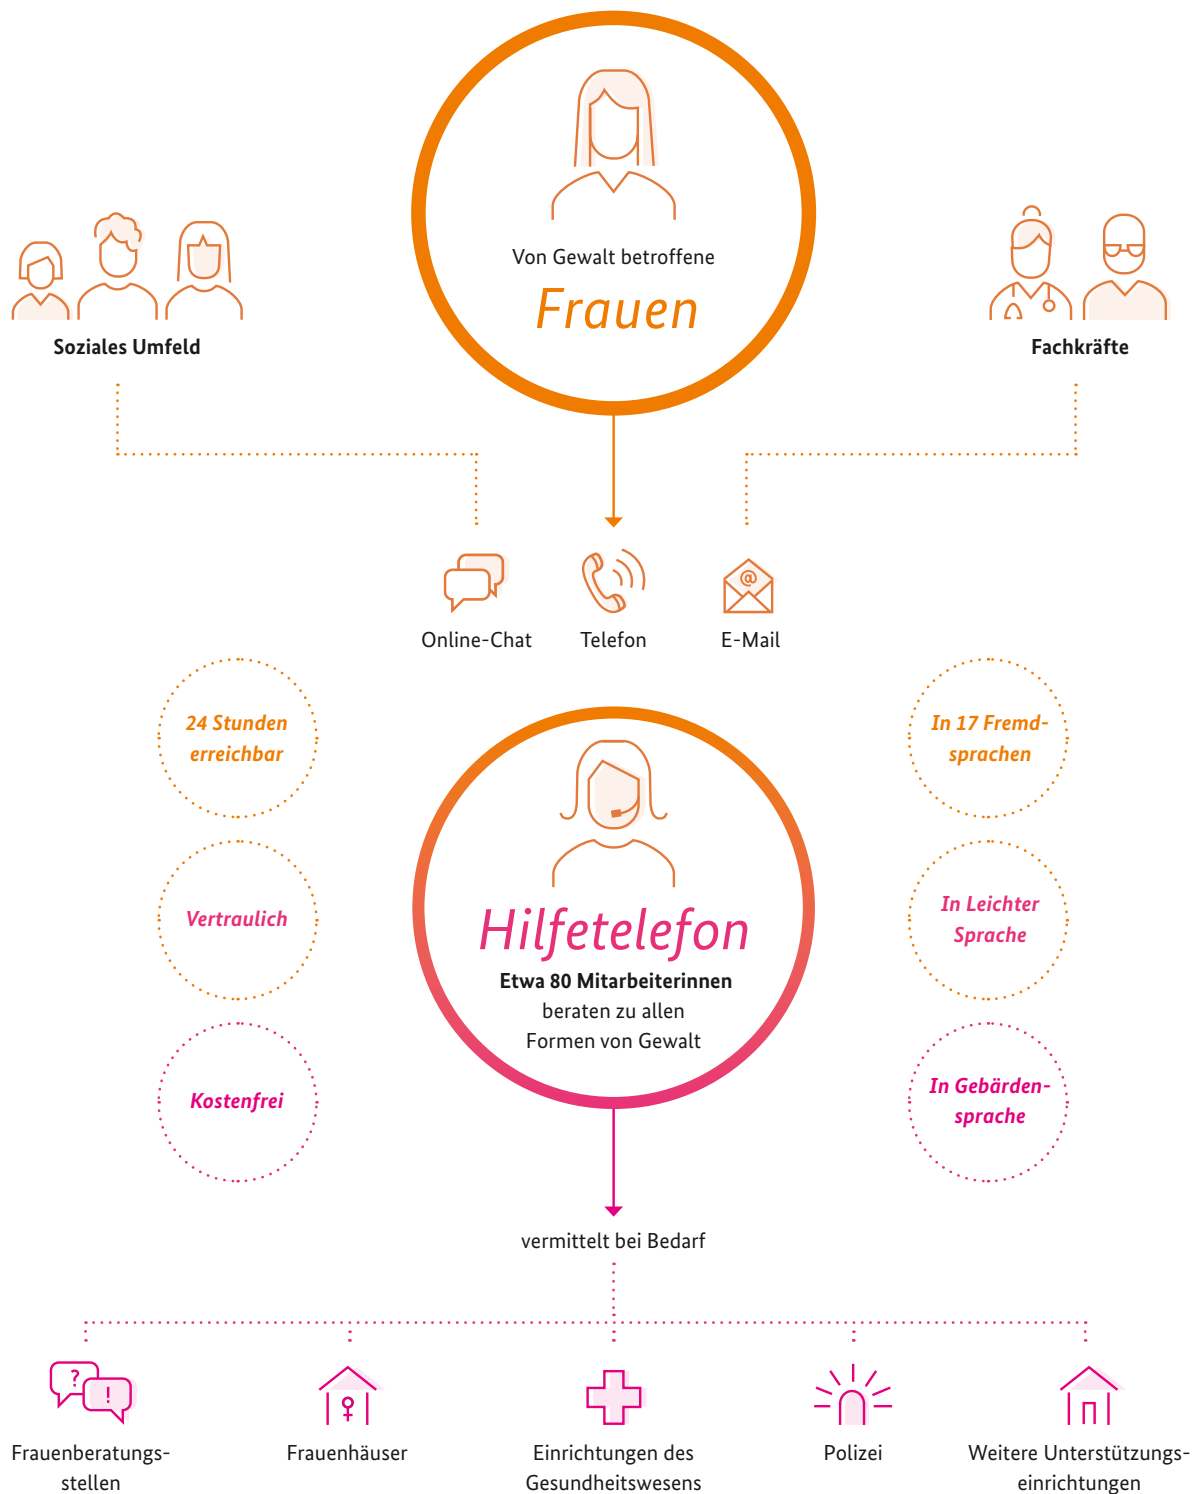 Von Gewalt betroffene
Frauen
Soziales Umfeld
Fachkräfte
Online-Chat
Telefon
@
E-Mail
24 Stunden
erreichbar
Vertraulich
Kostenfrei
Hilfetelefon
Etwa 80 Mitarbeiterinnen
beraten zu allen
Formen von Gewalt
In 17 Fremd-
sprachen
In Leichter
Sprache
In Gebärden-
sprache
vermittelt bei Bedarf
?
!
Frauenberatungs-
stellen
Frauenhäuser
Einrichtungen des
Gesundheitswesens
Polizei
Weitere Unterstützungs-
einrichtungen